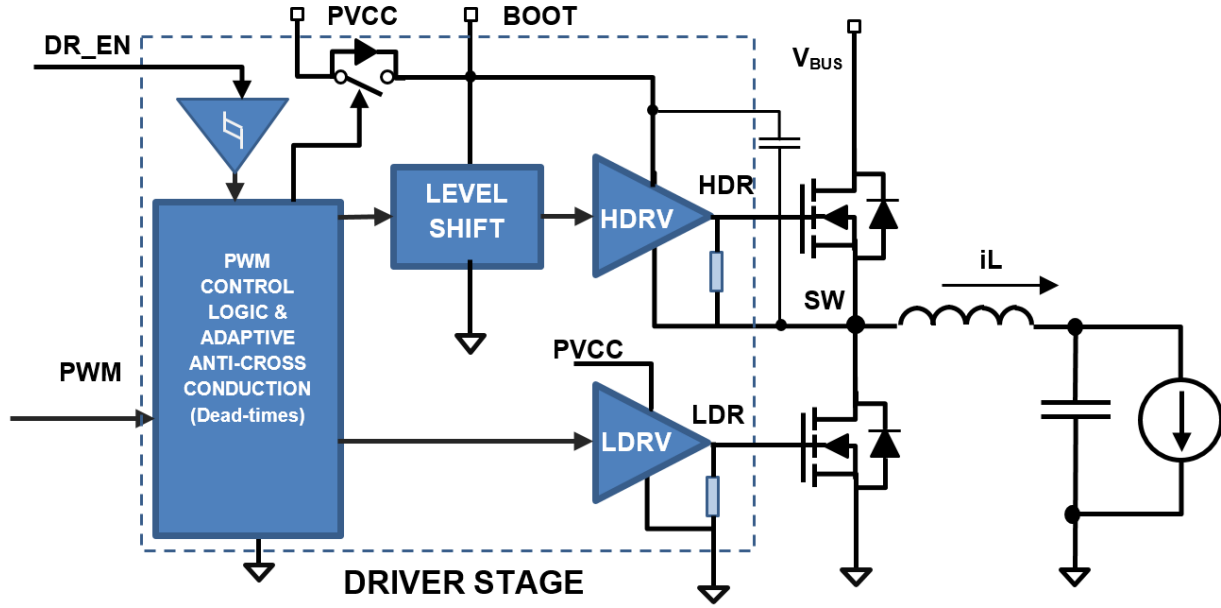 PVCC
BOOT
DR_EN
VBUS
LEVEL
SHIFT
HDRV
HDR
iL
SW
PWM
CONTROL
LOGIC &
ADAPTIVE
ANTI-CROSS
CONDUCTION
(Dead-times)
PWM
PVCC
LDRV
LDR
DRIVER STAGE